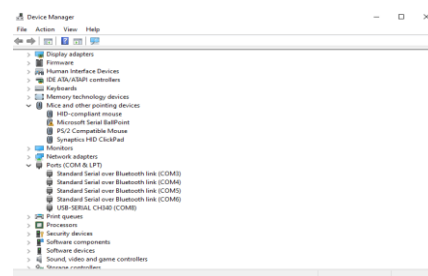 Device Manager
File Action View Help
Display adapters
Firmware
Human Interface Devices
IDE ATA/ATAPI controllers
Keyboards
Memory technology devices
Mice and other pointing devices
HID-compliant mouse
Microsoft Serial BallPoint
PS/2 Compatible Mouse
Synaptics HID ClickPad
Monitors
Network adapters
Ports (COM & LPT)
Standard Serial over Bluetooth link (COM3)
Standard Serial over Bluetooth link (COM4)
Standard Serial over Bluetooth link (COM5)
Standard Serial over Bluetooth link (COM6)
USB-SERIAL CH340 (COM8)
Print queues
Processors
Security devices
Software components
Software devices
Sound, video and game controllers
Storage controllers